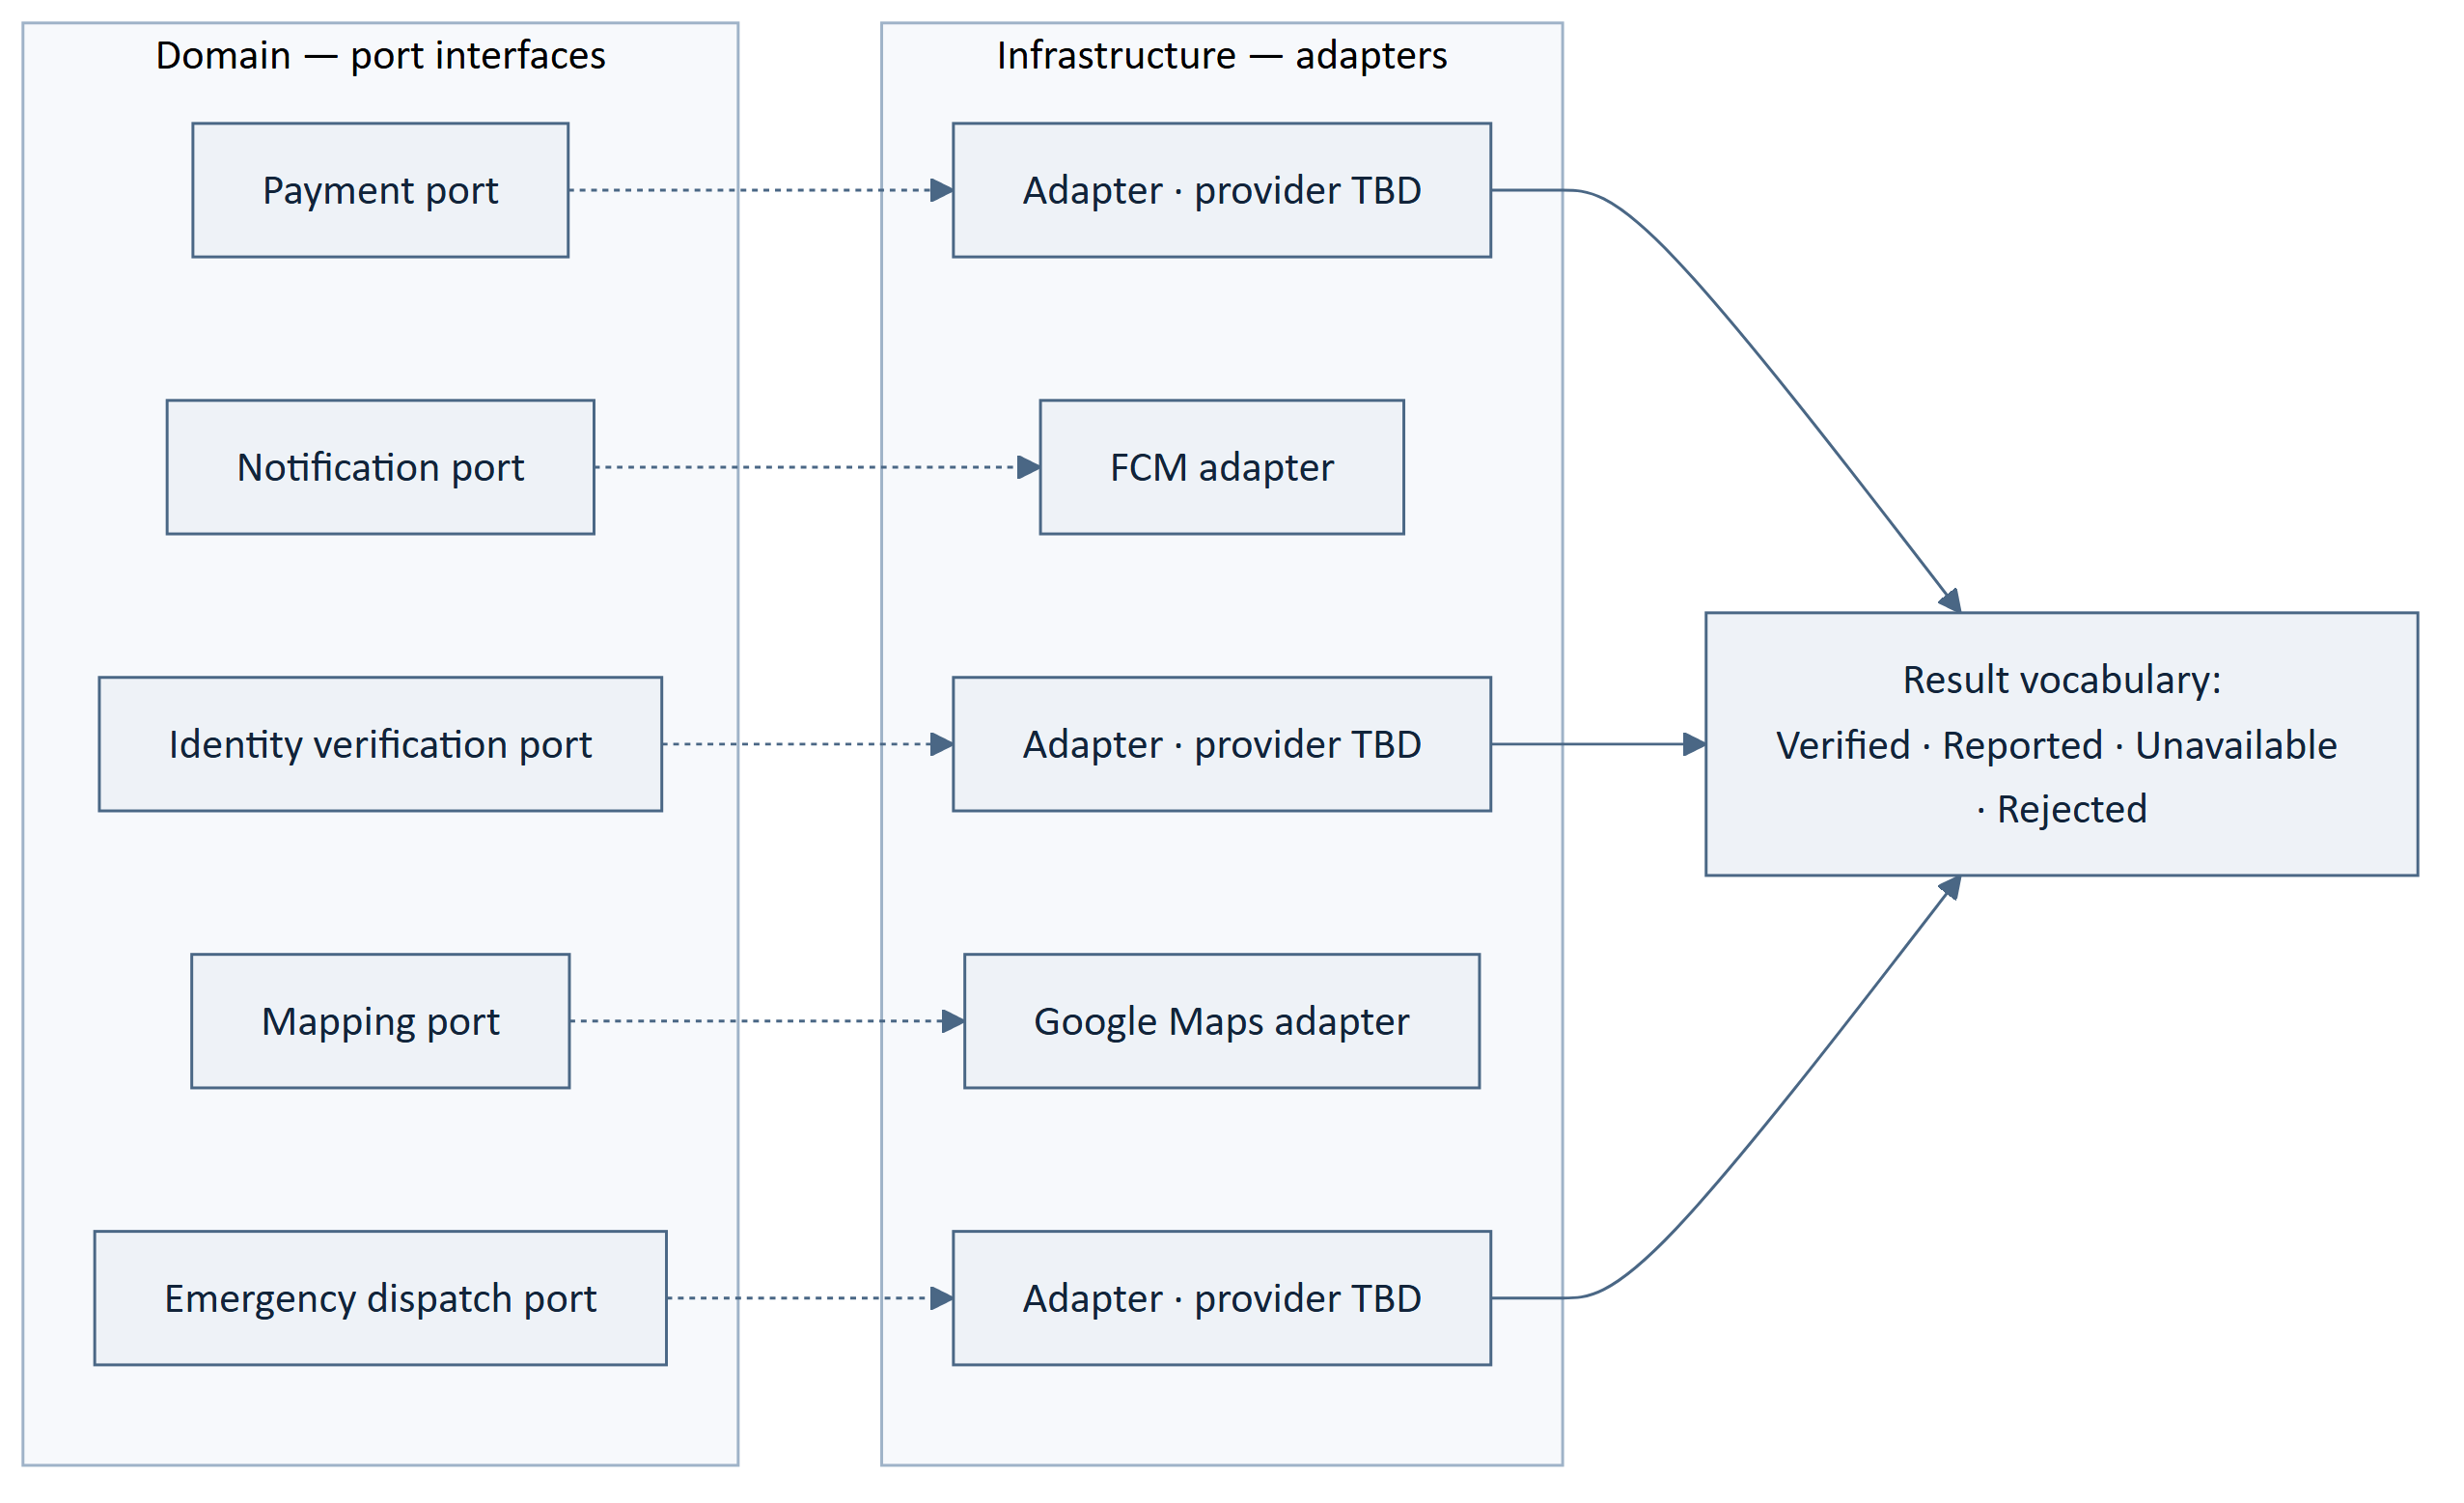 Domain — port interfaces
Infrastructure — adapters
Payment port
Adapter · provider TBD
Notification port
FCM adapter
Identity verification port
Adapter · provider TBD
Result vocabulary:
Verified · Reported · Unavailable
· Rejected
Mapping port
Google Maps adapter
Emergency dispatch port
Adapter · provider TBD